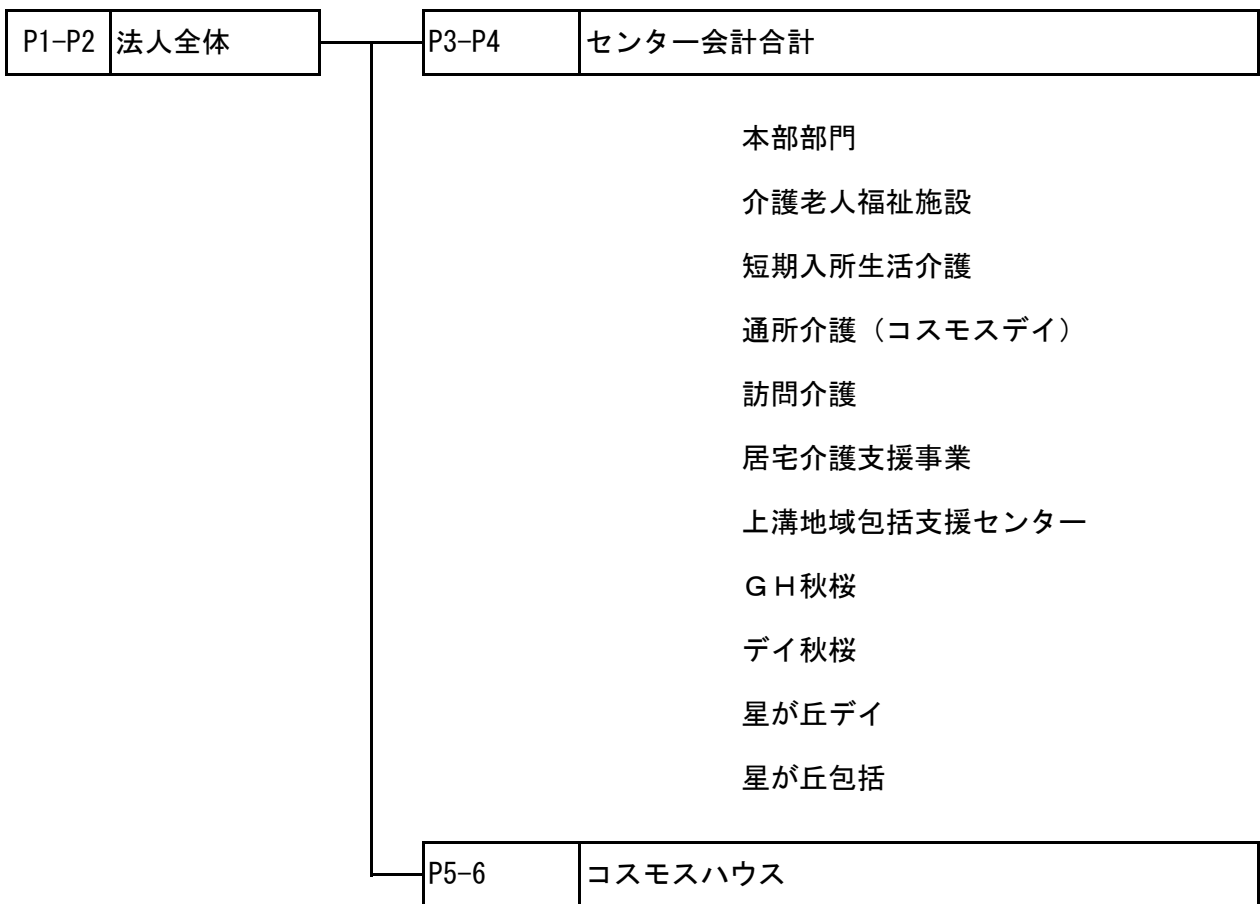 P1-P2 法人全体 P3-P4 センター会計合計
本部部門
介護老人福祉施設
短期入所生活介護
通所介護（コスモスデイ）
訪問介護
居宅介護支援事業
上溝地域包括支援センター
ＧＨ秋桜
デイ秋桜
星が丘デイ
星が丘包括
P5-6 コスモスハウス